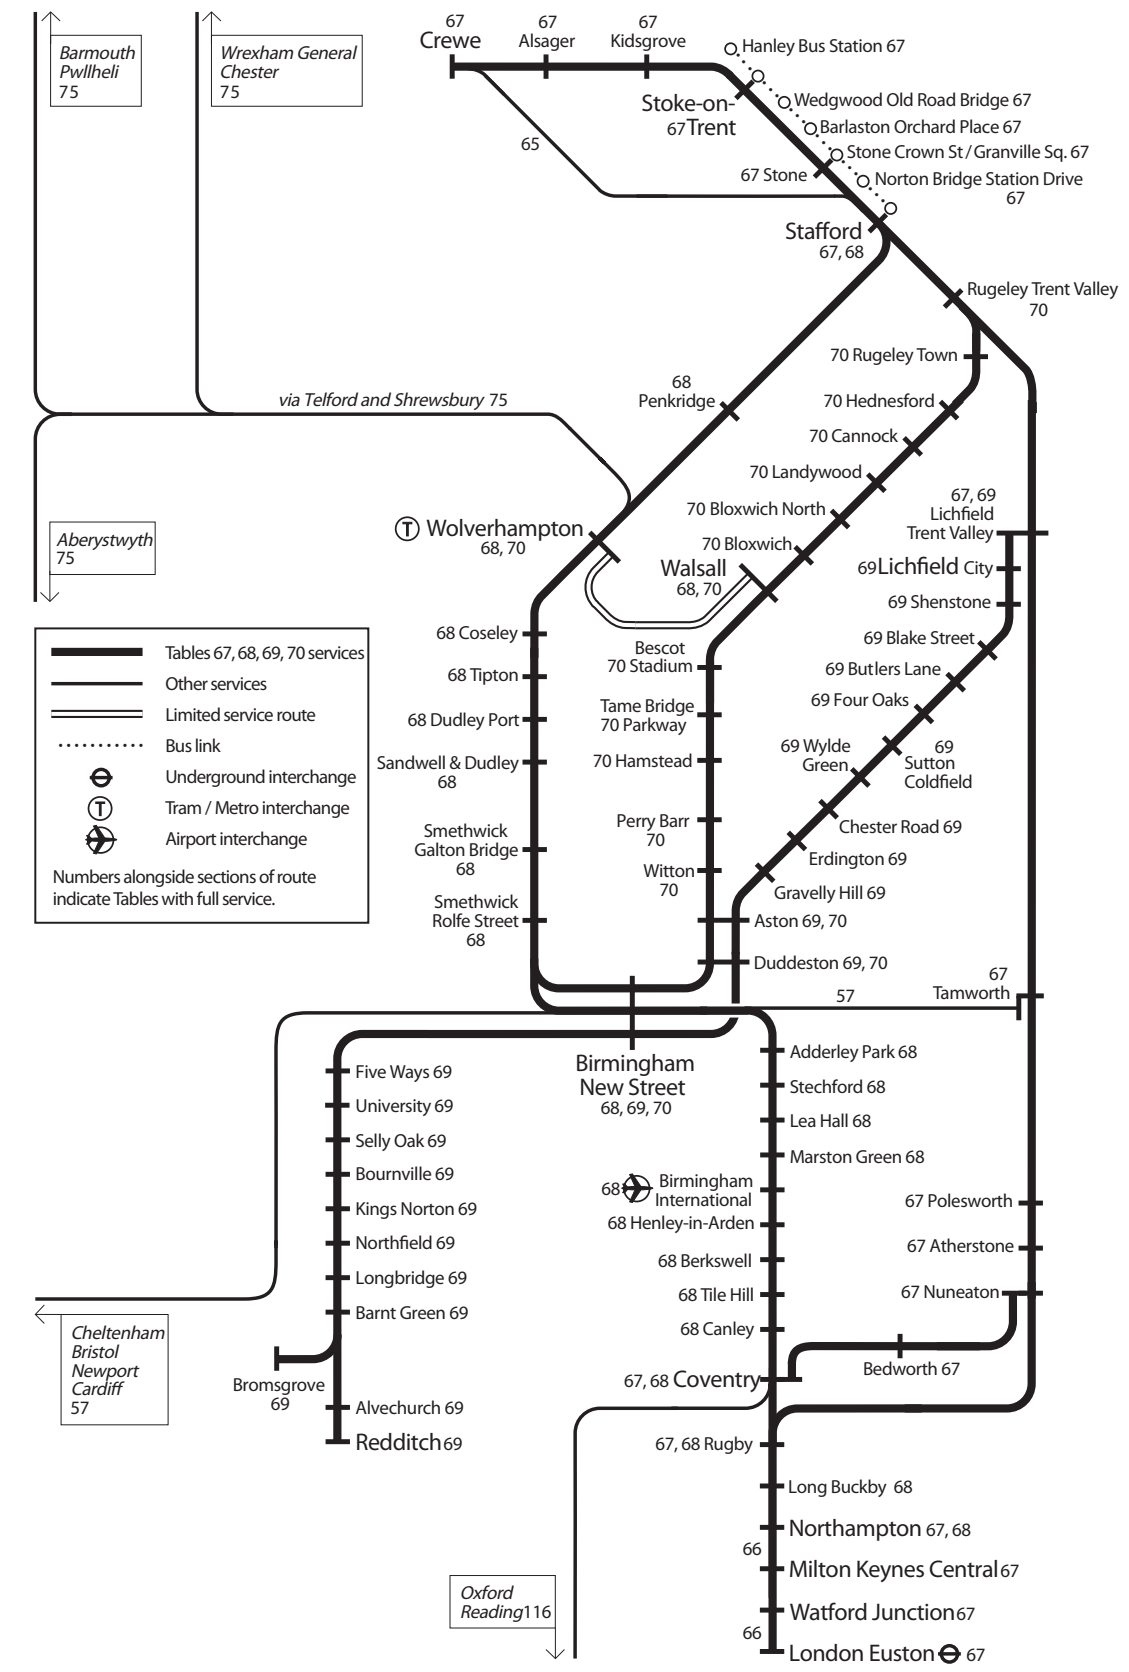 67
Crewe
67
Alsager
67
Kidsgrove
Hanley Bus Station 67
Barmouth
Pwllheli
75
Wrexham General
Chester
75
Stoke-on-
67 Trent
Wedgwood Old Road Bridge 67
Barlaston Orchard Place 67
65
Stone Crown St / Granville Sq. 67
67 Stone
Norton Bridge Station Drive
67
Stafford
67, 68
Rugeley Trent Valley
70
70 Rugeley Town
68
Penkridge
via Telford and Shrewsbury 75
70 Hednesford
70 Cannock
70 Landywood
67, 69
Lichfield
Trent Valley
70 Bloxwich North
T Wolverhampton
68, 70
70 Bloxwich
Aberystwyth
75
Walsall
68, 70
69 Lichfield City
69 Shenstone
68 Coseley
69 Blake Street
Bescot
70 Stadium
68 Tipton
69 Butlers Lane
69 Four Oaks
Tame Bridge
70 Parkway
68 Dudley Port
69 Wylde
Green
69
Sutton
Coldfield
Sandwell & Dudley
68
70 Hamstead
Tables 67, 68, 69, 70 services
Other services
Limited service route
Bus link
Underground interchange
T Tram / Metro interchange
Airport interchange
Numbers alongside sections of route
indicate Tables with full service.
Perry Barr
70
Chester Road 69
Smethwick
Galton Bridge
68
Erdington 69
Witton
70
Gravelly Hill 69
Smethwick
Rolfe Street
68
Aston 69, 70
Duddeston 69, 70
67
Tamworth
57
Birmingham
New Street
68, 69, 70
Adderley Park 68
Five Ways 69
Stechford 68
University 69
Lea Hall 68
Selly Oak 69
Marston Green 68
Bournville 69
68 Birmingham
International
Kings Norton 69
67 Polesworth
68 Henley-in-Arden
Northfield 69
67 Atherstone
68 Berkswell
Longbridge 69
68 Tile Hill
67 Nuneaton
Barnt Green 69
68 Canley
Cheltenham
Bristol
Newport
Cardiff
57
Bedworth 67
67, 68 Coventry
Bromsgrove
69
Alvechurch 69
Redditch 69
67, 68 Rugby
Long Buckby 68
Northampton 67, 68
66
Milton Keynes Central 67
Oxford
Reading 116
Watford Junction 67
66
London Euston 67